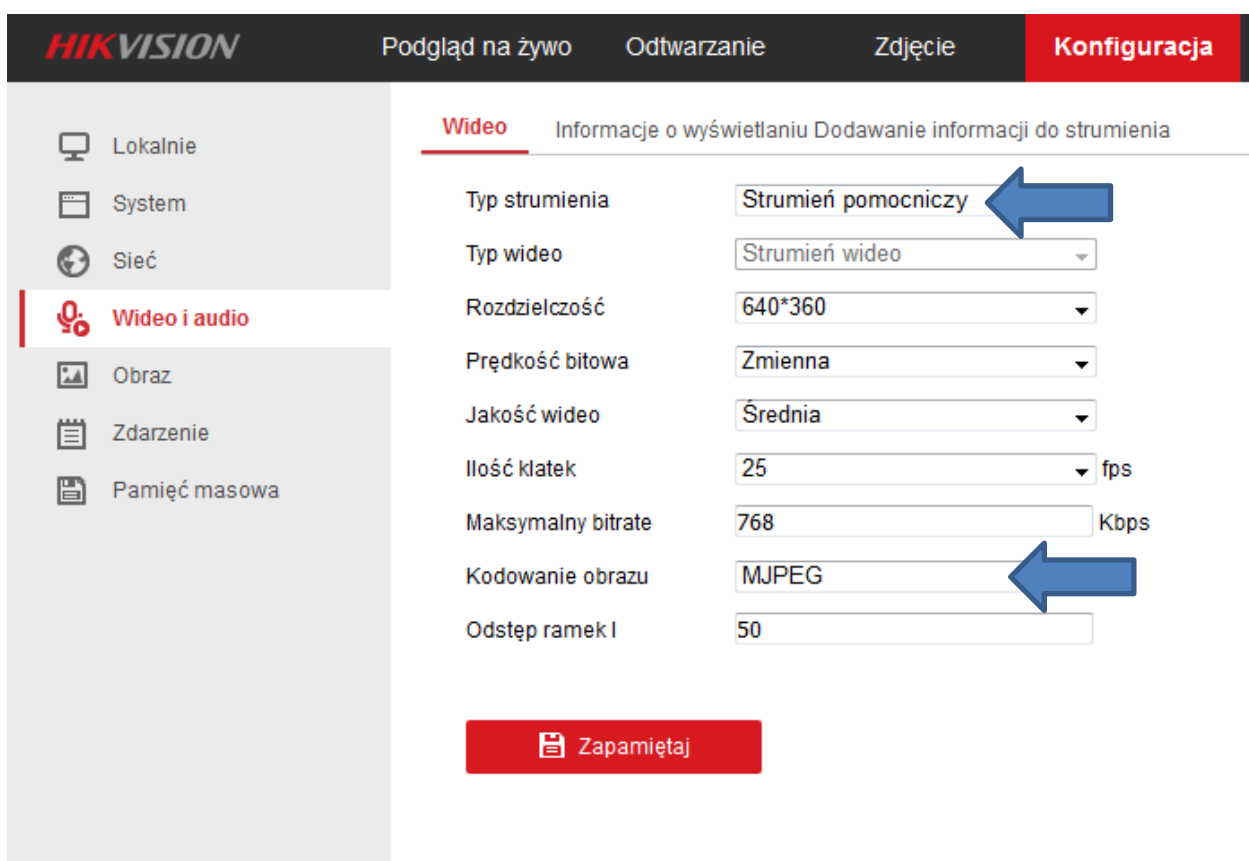 HIKVISION Podgląd na żywo Odtwarzanie Zdjęcie Konfiguracja
Lokalnie
System
Sieć
Wideo i audio
Obraz
Zdarzenie
Pamięć masowa
Wideo Informacje o wyświetlaniu Dodawanie informacji do strumienia
Typ strumienia Strumień pomocniczy
Typ wideo Strumień wideo
Rozdzielczość 640*360
Prędkość bitowa Zmienna
Jakość wideo Średnia
Ilość klatek 25 fps
Maksymalny bitrate 768 Kbps
Kodowanie obrazu MJPEG
Odstęp ramek I 50
Zapamiętaj